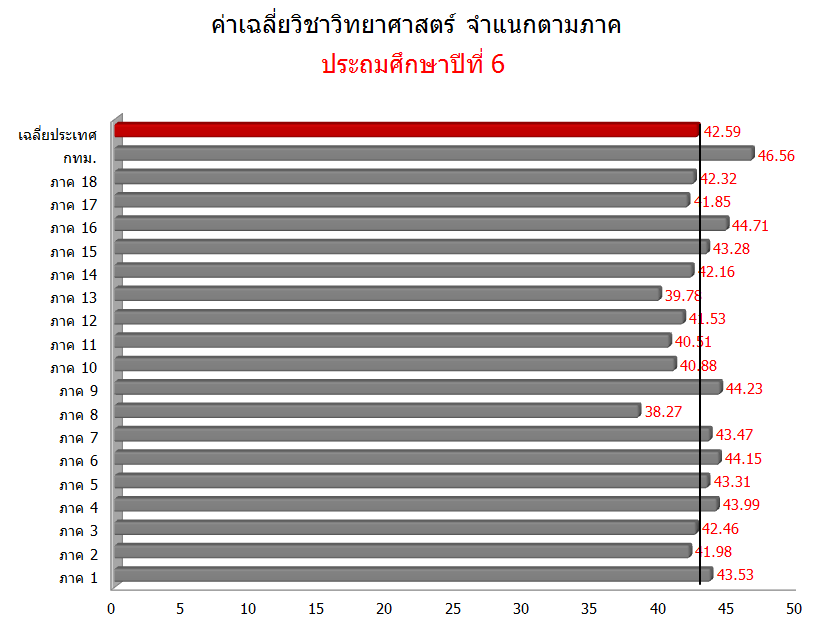 ค่าเฉลี่ยวิชาวิทยาศาสตร์ จำแนกตามภาค
ประถมศึกษาปีที่ 6
เฉลี่ยประเทศ 42.59
กทม. 46.56
ภาค 18 42.32
ภาค 17 41.85
ภาค 16 44.71
ภาค 15 43.28
ภาค 14 42.16
ภาค 13 39.78
ภาค 12 41.53
ภาค 11 40.51
ภาค 10 40.88
ภาค 9 44.23
ภาค 8 38.27
ภาค 7 43.47
ภาค 6 44.15
ภาค 5 43.31
ภาค 4 43.99
ภาค 3 42.46
ภาค 2 41.98
ภาค 1 43.53
0 5 10 15 20 25 30 35 40 45 50